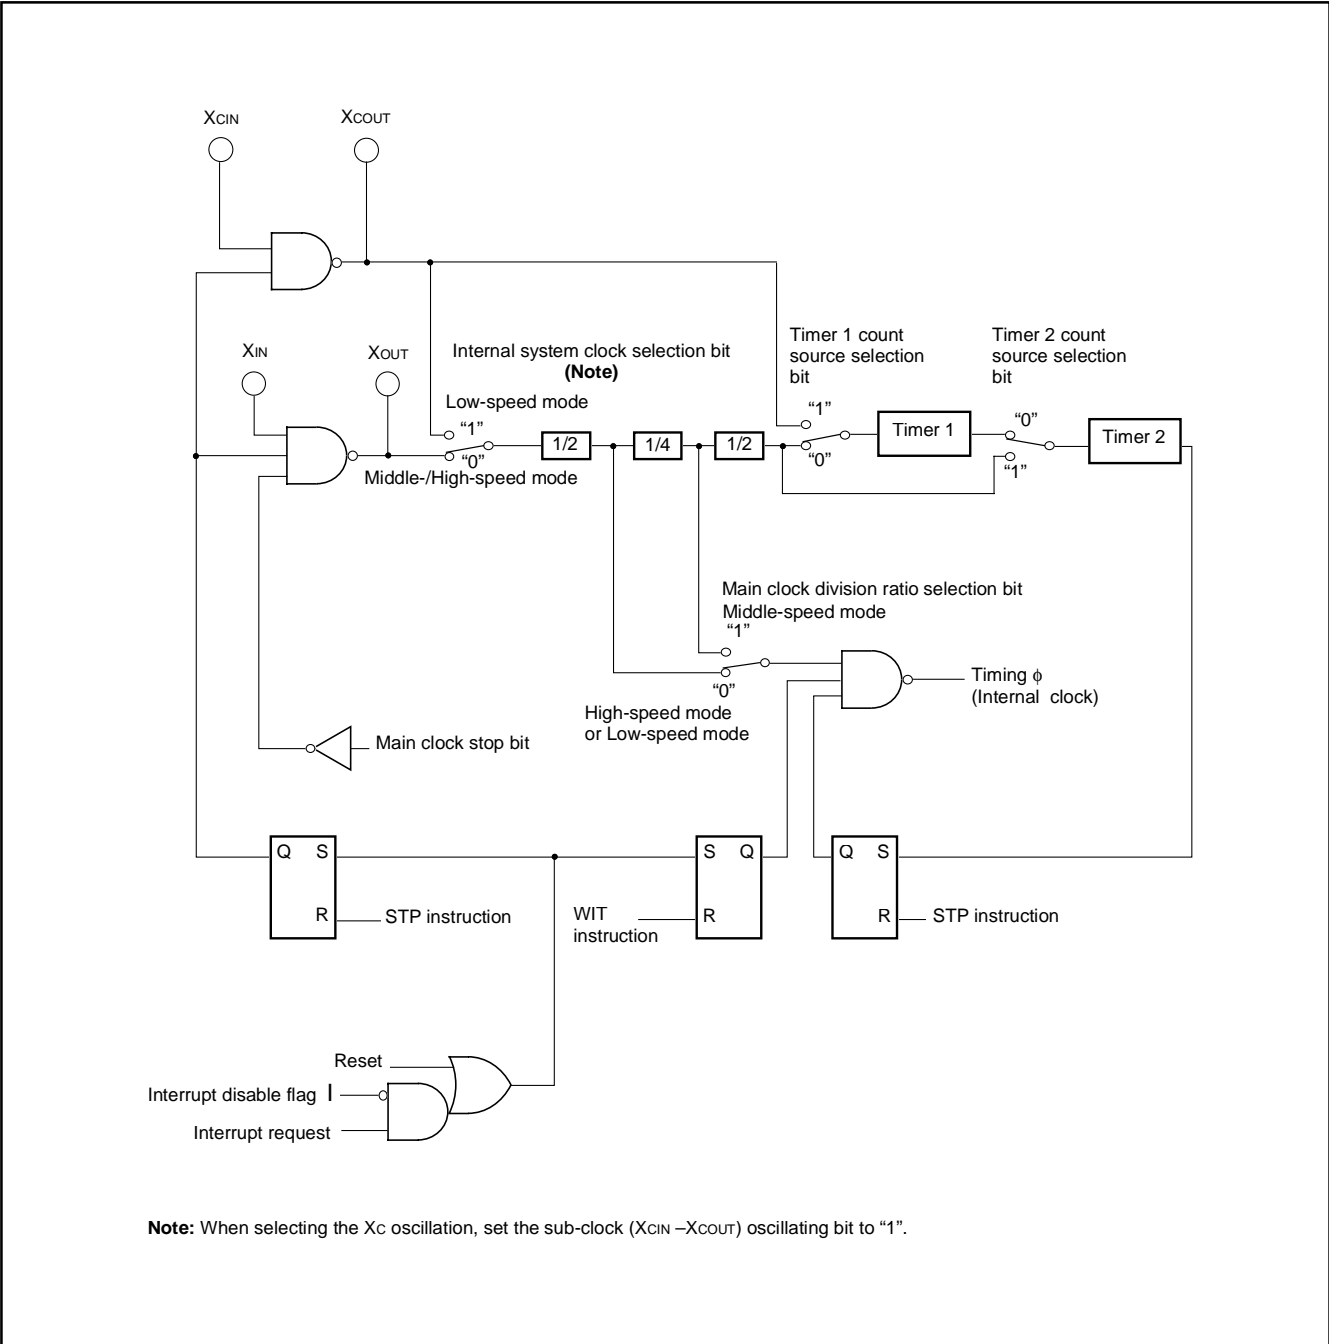 XCIN
XCOUT
XIN
XOUT
Internal system clock selection bit
(Note)
Low-speed mode
“1”
“0”
Middle-/High-speed mode
1/2
1/4
1/2
Timer 1 count
source selection
bit
“1”
“0”
Timer 1
Timer 2 count
source selection
bit
“0”
“1”
Timer 2
Main clock division ratio selection bit
Middle-speed mode
“1”
“0”
High-speed mode
or Low-speed mode
Timing ϕ
(Internal clock)
Main clock stop bit
Q S
R
STP instruction
S Q
R
WIT
instruction
Q S
R
STP instruction
Reset
Interrupt disable flag I
Interrupt request
Note: When selecting the XC oscillation, set the sub-clock (XCIN –XCOUT) oscillating bit to “1”.